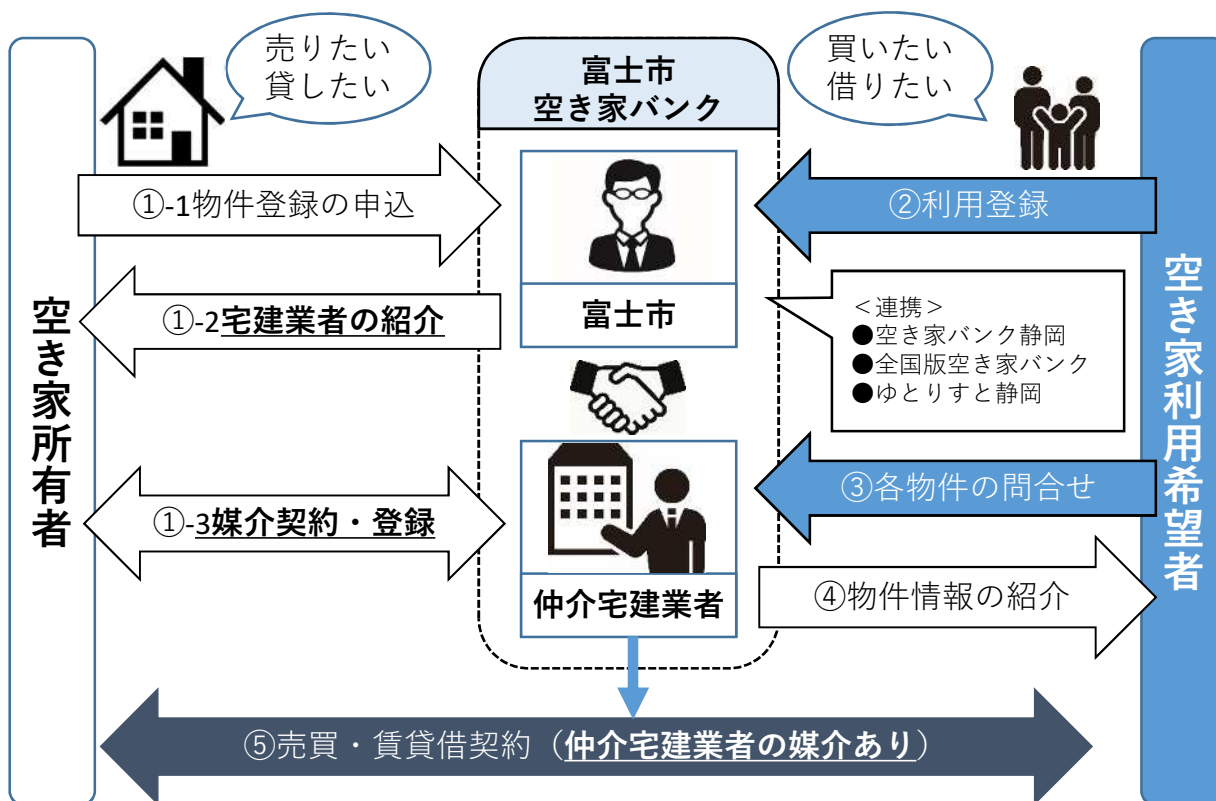 売りたい
貸したい
富士市
空き家バンク
買いたい
借りたい
①-1物件登録の申込
②利用登録
富士市
①-2宅建業者の紹介
＜連携＞
●空き家バンク静岡
●全国版空き家バンク
●ゆとりすと静岡
空き家所有者
空き家利用希望者
③各物件の問合せ
①-3媒介契約・登録
仲介宅建業者
④物件情報の紹介
⑤売買・賃貸借契約（仲介宅建業者の媒介あり）